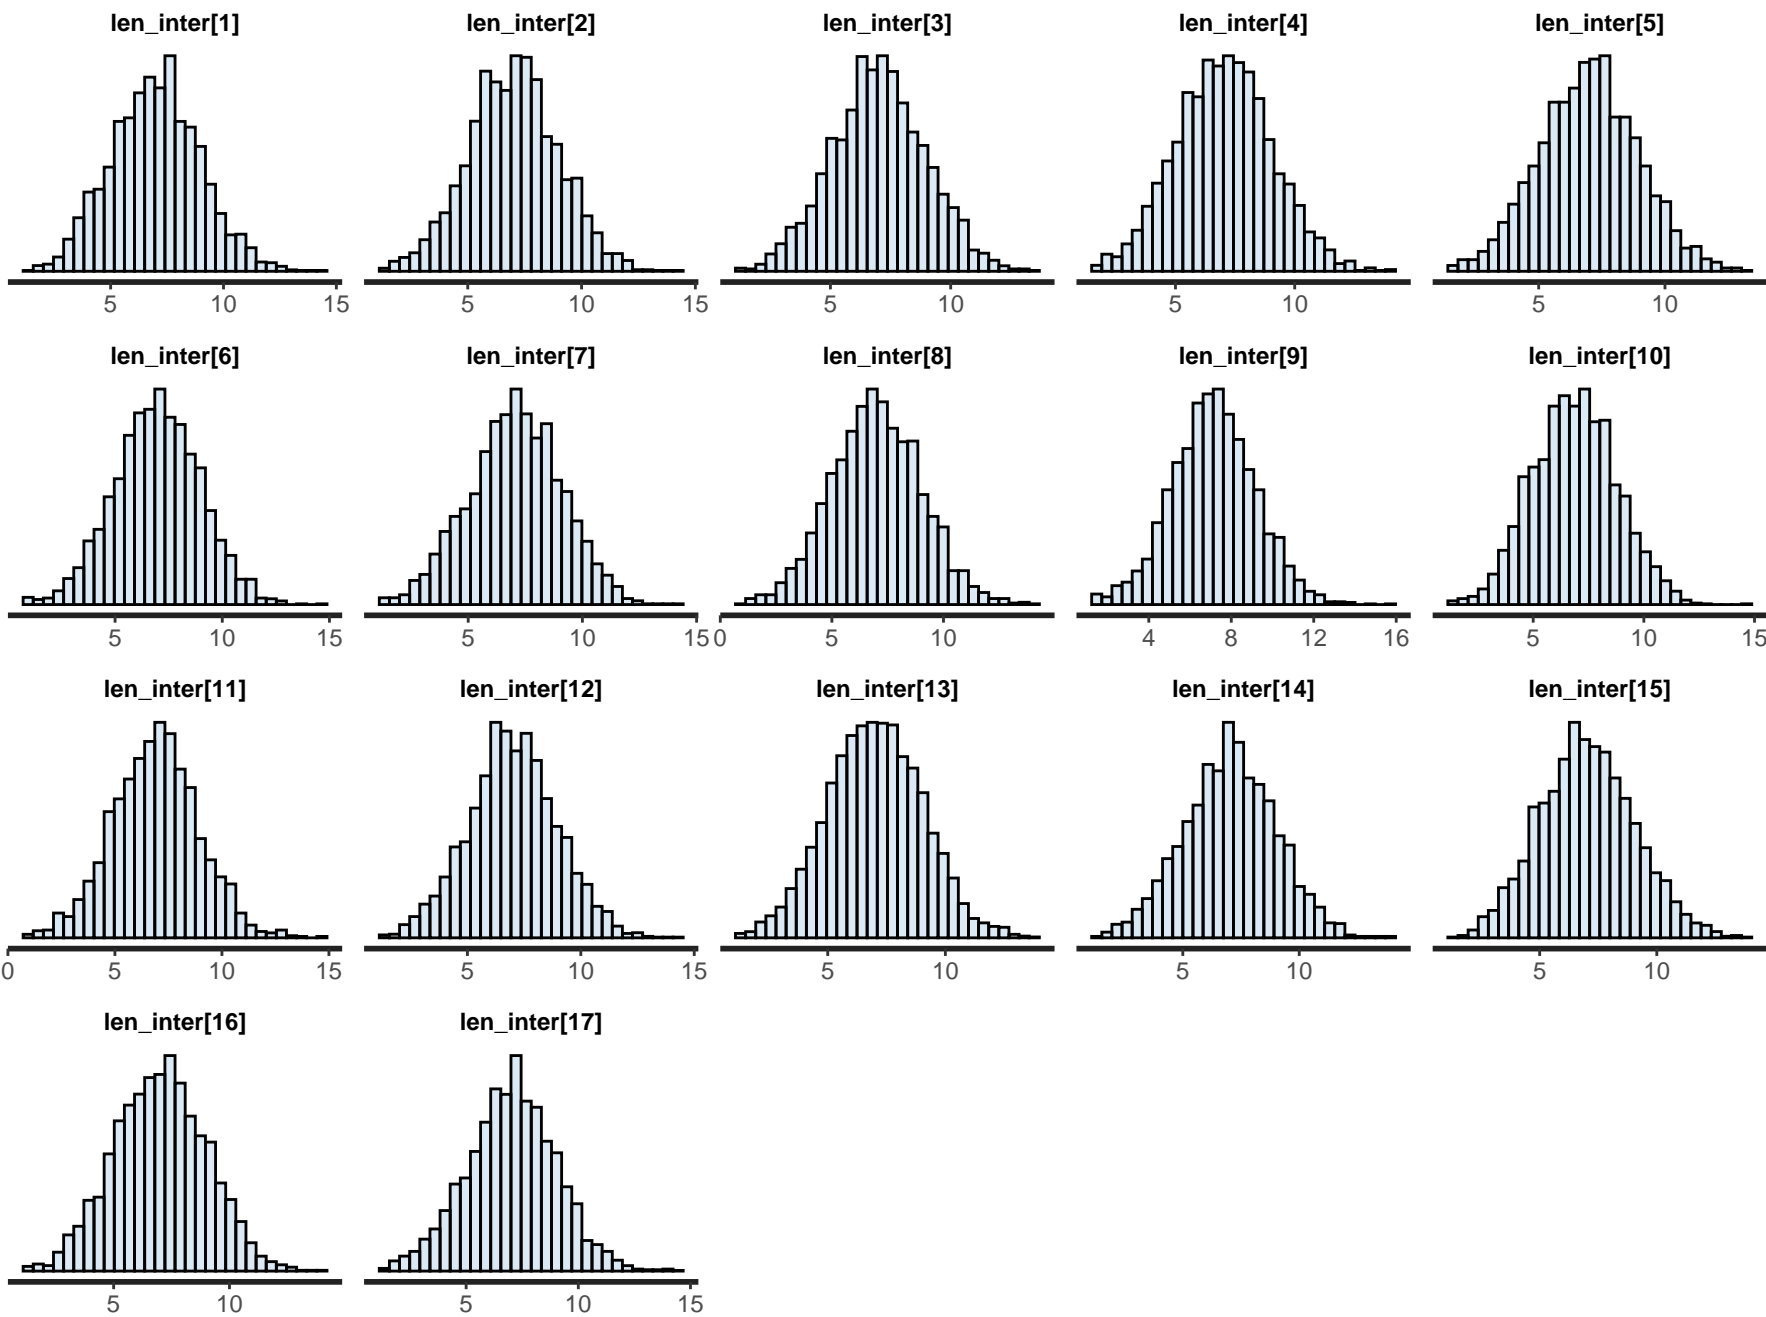 len_inter[1] len_inter[2] len_inter[3] len_inter[4] len_inter[5]
5 10 15 5 10 15 5 10 5 10 5 10
len_inter[6] len_inter[7] len_inter[8] len_inter[9] len_inter[10]
5 10 15 5 10 15 0 5 10 4 8 12 16 5 10 15
len_inter[11] len_inter[12] len_inter[13] len_inter[14] len_inter[15]
0 5 10 15 5 10 15 5 10 5 10 5 10
len_inter[16] len_inter[17]
5 10 5 10 15